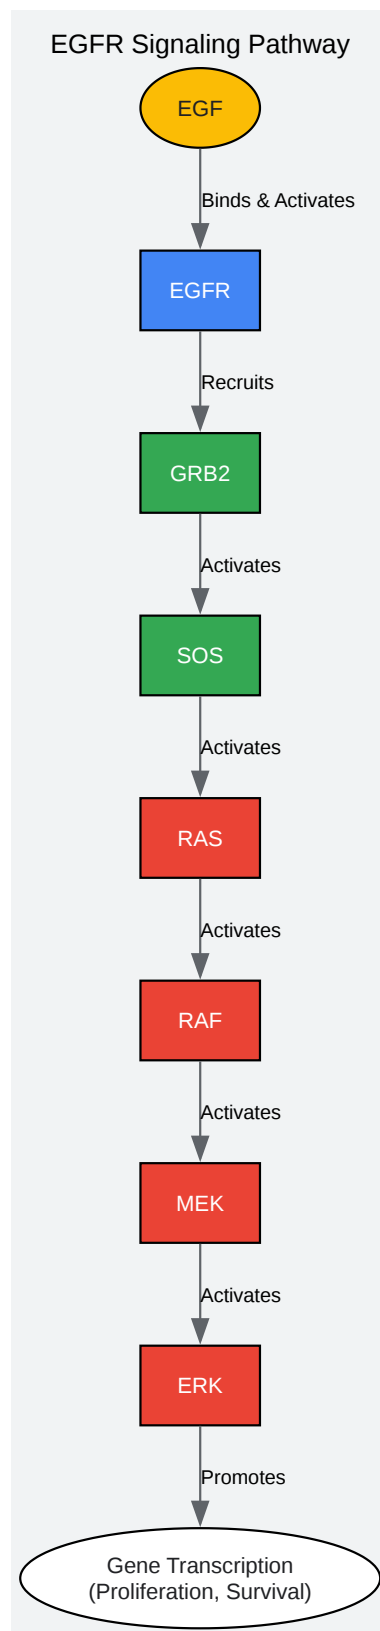 EGFR Signaling Pathway
EGF
Binds & Activates
EGFR
Recruits
GRB2
Activates
SOS
Activates
RAS
Activates
RAF
Activates
MEK
Activates
ERK
Promotes
Gene Transcription
(Proliferation, Survival)